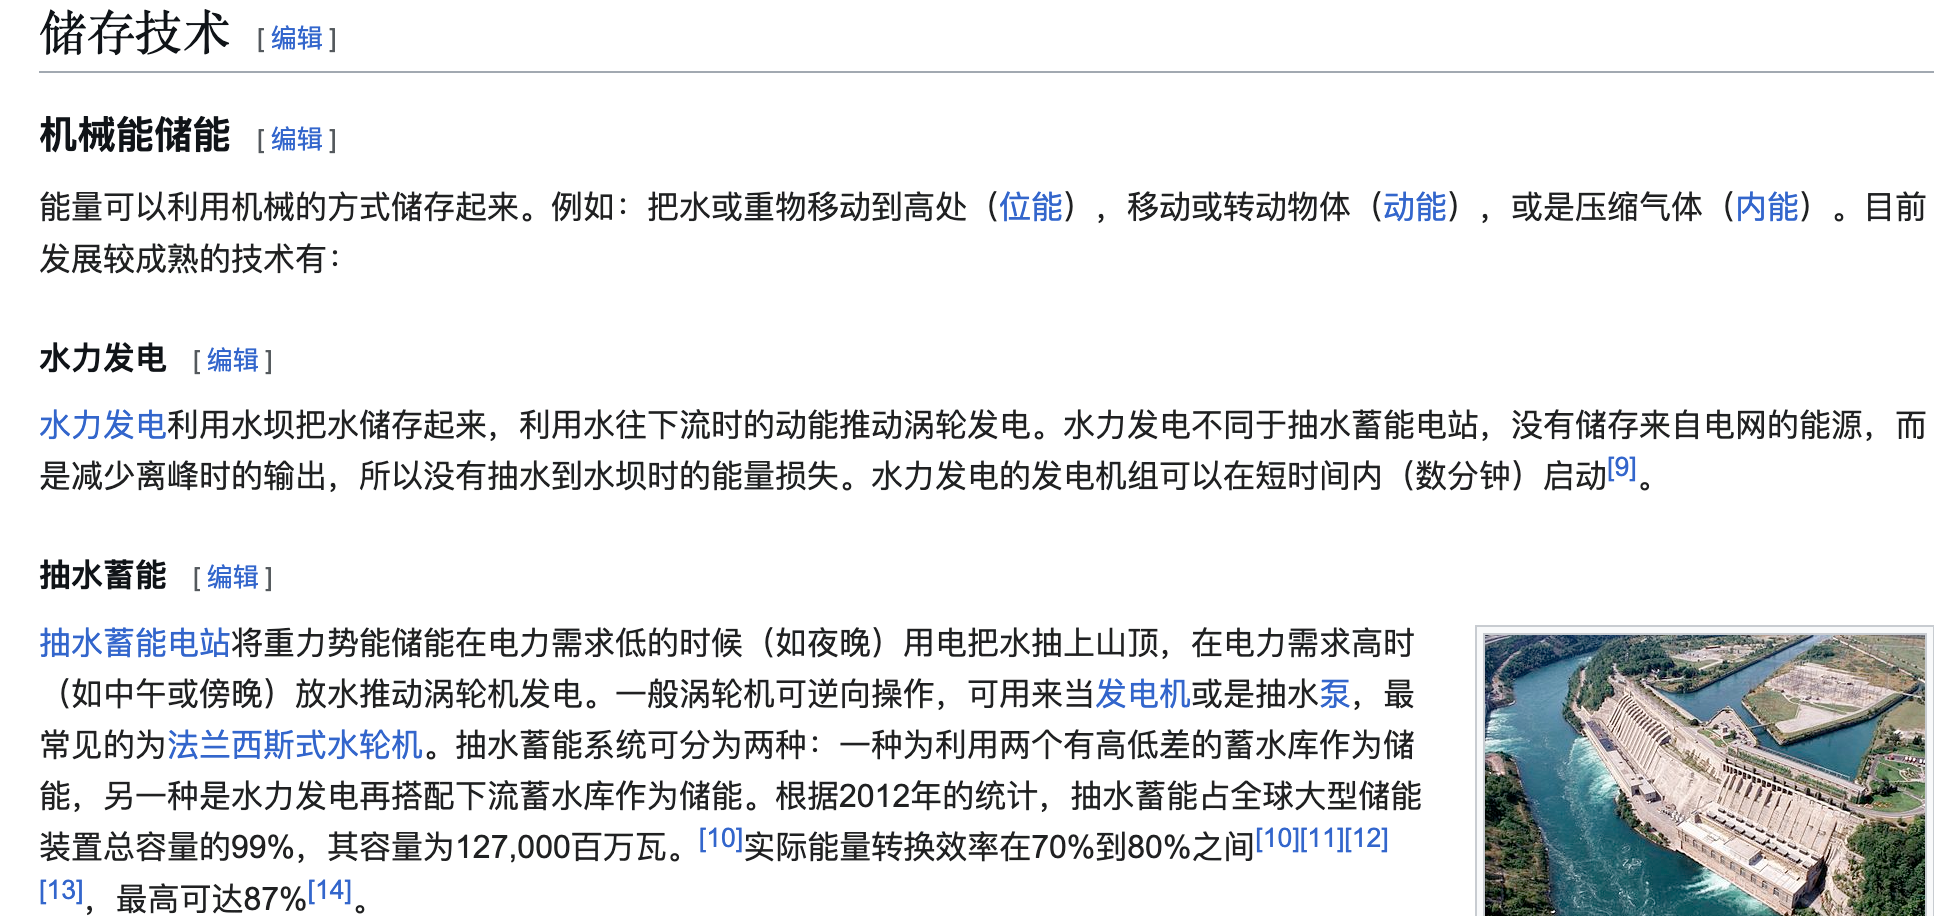 储存技术 [编辑]
机械能储能 [编辑]
能量可以利用机械的方式储存起来。例如：把水或重物移动到高处（位能），移动或转动物体（动能），或是压缩气体（内能）。目前
发展较成熟的技术有：
水力发电 [编辑]
水力发电利用水坝把水储存起来，利用水往下流时的动能推动涡轮发电。水力发电不同于抽水蓄能电站，没有储存来自电网的能源，而
是减少离峰时的输出，所以没有抽水到水坝时的能量损失。水力发电的发电机组可以在短时间内（数分钟）启动[9]。
抽水蓄能 [编辑]
抽水蓄能电站将重力势能储能在电力需求低的时候（如夜晚）用电把水抽上山顶，在电力需求高时
（如中午或傍晚）放水推动涡轮机发电。一般涡轮机可逆向操作，可用来当发电机或是抽水泵，最
常见的为法兰西斯式水轮机。抽水蓄能系统可分为两种：一种为利用两个有高低差的蓄水库作为储
能，另一种是水力发电再搭配下流蓄水库作为储能。根据2012年的统计，抽水蓄能占全球大型储能
装置总容量的99%，其容量为127,000百万瓦。[10]实际能量转换效率在70%到80%之间[10][11][12]
[13]，最高可达87%[14]。